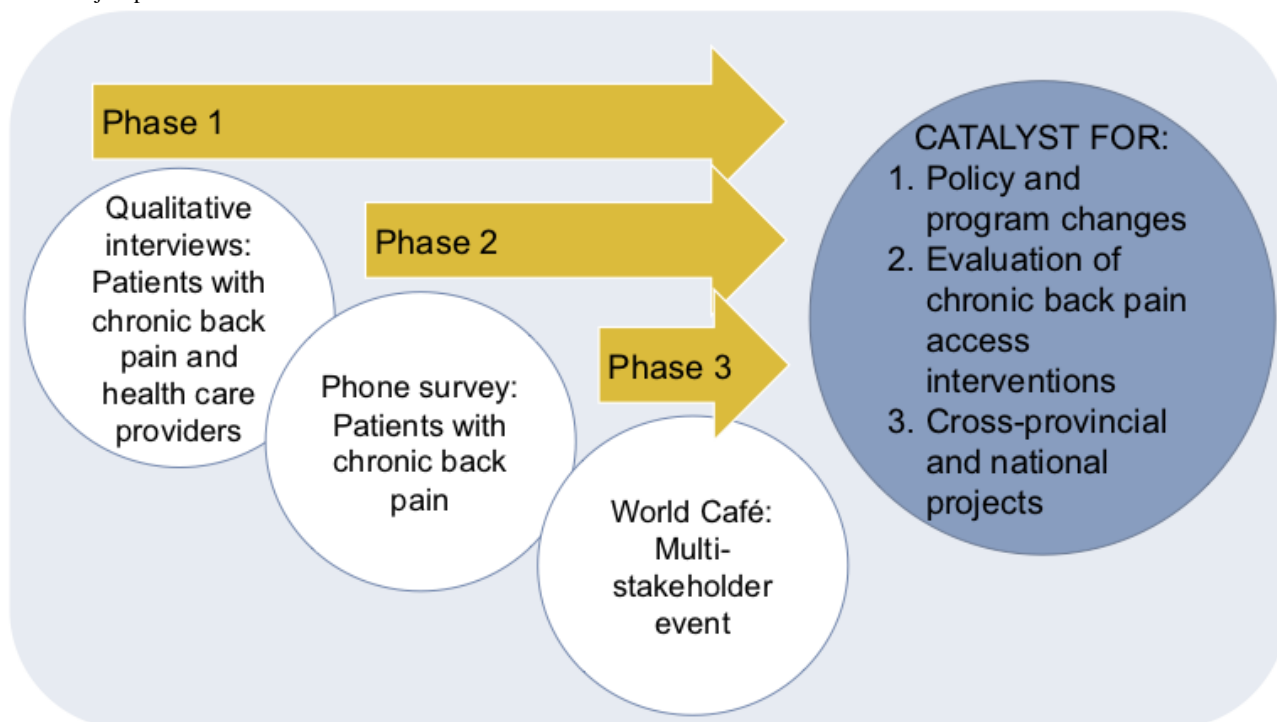 Phase 1
Qualitative
interviews:
Patients with
chronic back
pain and
health care
providers
Phase 2
Phone survey:
Patients with
chronic back
pain
Phase 3
World Café:
Multi-
stakeholder
event
CATALYST FOR:
1. Policy and
program changes
2. Evaluation of
chronic back pain
access
interventions
3. Cross-provincial
and national
projects